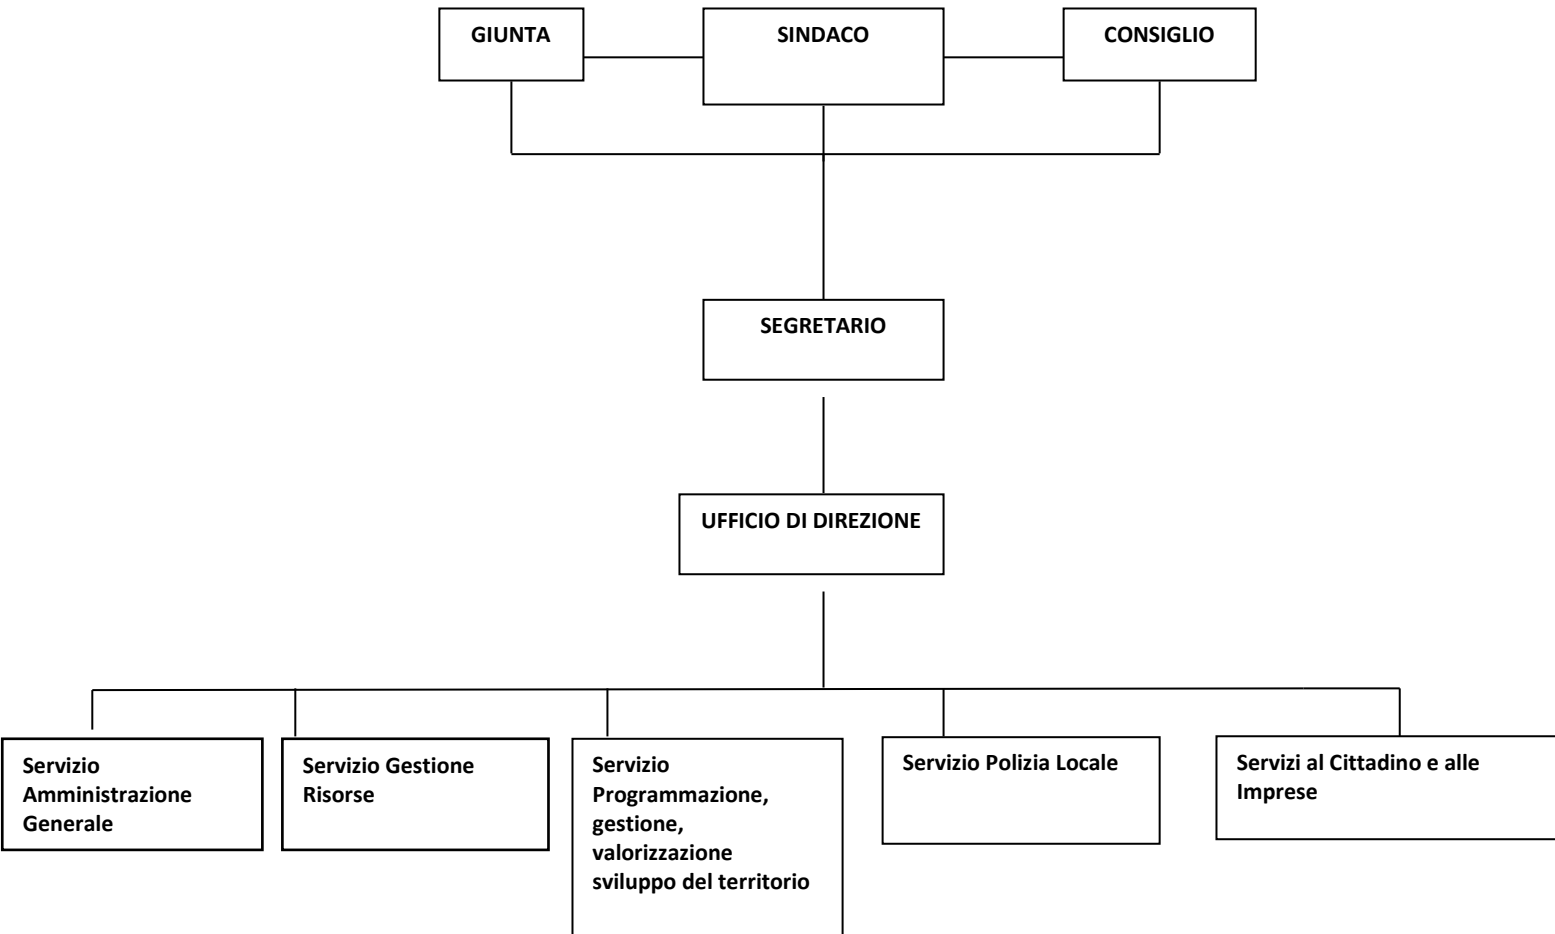 GIUNTA
SINDACO
CONSIGLIO
SEGRETARIO
UFFICIO DI DIREZIONE
Servizio
Amministrazione
Generale
Servizio Gestione
Risorse
Servizio
Programmazione,
gestione,
valorizzazione
sviluppo del territorio
Servizio Polizia Locale
Servizi al Cittadino e alle
Imprese